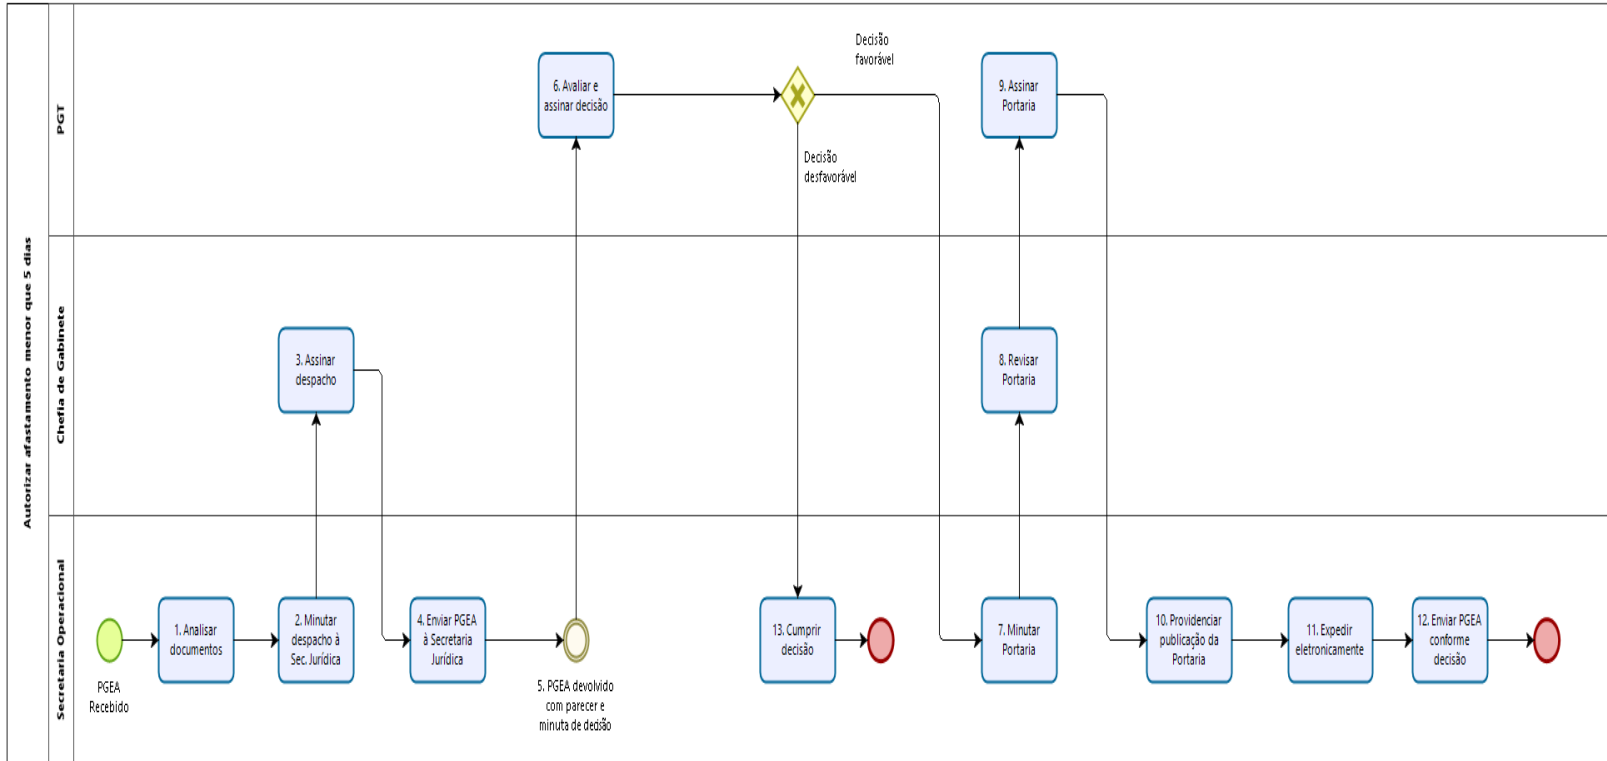 Autorizar afastamento menor que 5 dias
PGT
6. Avaliar e
assinar decisão
Decisão
favorável
Decisão
desfavorável
9. Assinar
Portaria
Chefia de Gabinete
3. Assinar
despacho
8. Revisar
Portaria
Secretaria Operacional
PGEA
Recebido
1. Analisar
documentos
2. Minutar
despacho à
Sec. Jurídica
4. Enviar PGEA
à Secretaria
Jurídica
5. PGEA devolvido
com parecer e
minuta de decisão
13. Cumprir
decisão
7. Minutar
Portaria
10. Providenciar
publicação da
Portaria
11. Expedir
eletronicamente
12. Enviar PGEA
conforme
decisão